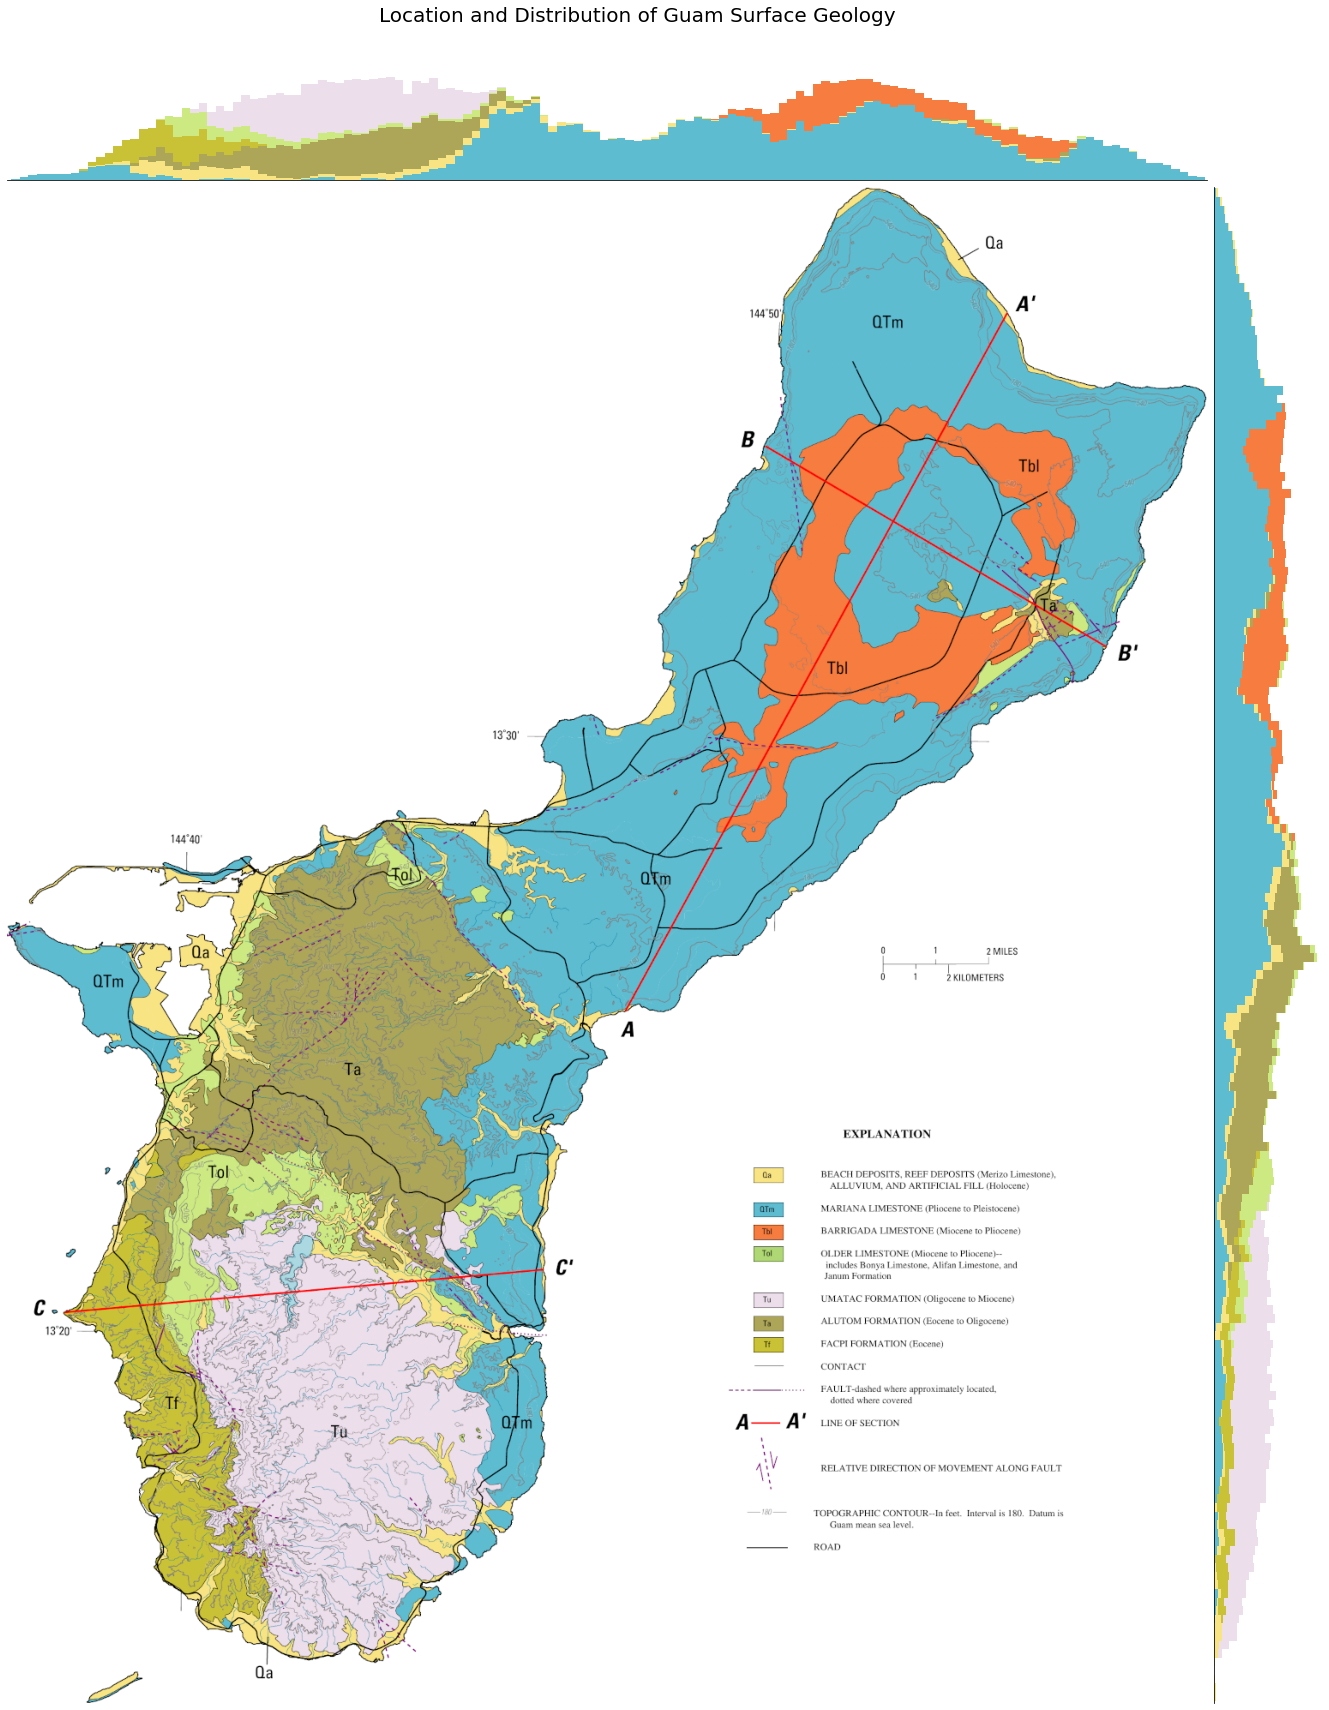 Location and Distribution of Guam Surface Geology
Qa
A'
144°50'
QTm
B
Tbl
Ta
B'
Tbl
13°30'
144°40'
Tol
QTm
Qa
QTm
0 1 2 MILES
0 1 2 KILOMETERS
A
Ta
EXPLANATION
Tol
Qa BEACH DEPOSITS, REEF DEPOSITS (Merizo Limestone),
ALLUVIUM, AND ARTIFICIAL FILL (Holocene)
QTm MARIANA LIMESTONE (Pliocene to Pleistocene)
Tbl BARRIGADA LIMESTONE (Miocene to Pliocene)
Tol OLDER LIMESTONE (Miocene to Pliocene)--
includes Bonya Limestone, Alifan Limestone, and
Janum Formation
C'
C
13°20'
Tu UMATAC FORMATION (Oligocene to Miocene)
Ta ALUTOM FORMATION (Eocene to Oligocene)
Tf FACPI FORMATION (Eocene)
CONTACT
FAULT-dashed where approximately located,
dotted where covered
A A' LINE OF SECTION
Tf
Tu
QTm
RELATIVE DIRECTION OF MOVEMENT ALONG FAULT
180 TOPOGRAPHIC CONTOUR--In feet. Interval is 180. Datum is
Guam mean sea level.
ROAD
Qa